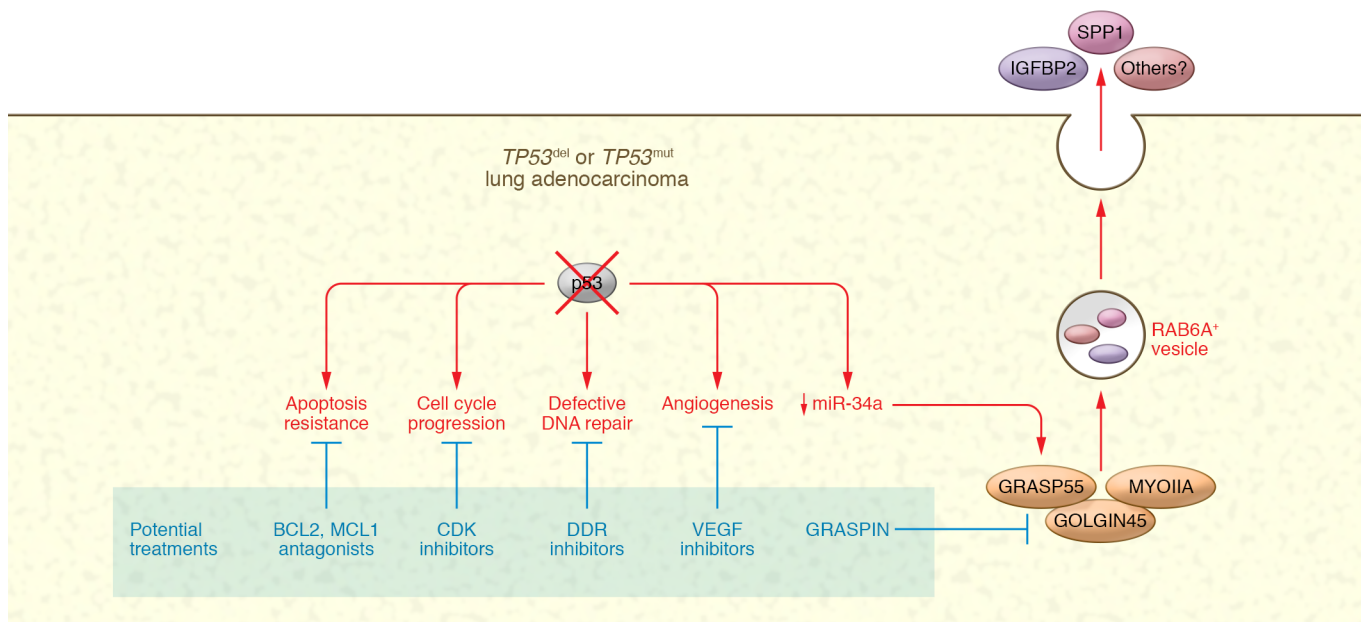 SPP1
IGFBP2
Others?
TP53del or TP53mut
lung adenocarcinoma
p53
RAB6A+
vesicle
Apoptosis
resistance
Cell cycle
progression
Defective
DNA repair
Angiogenesis
miR-34a
GRASP55
MYOIIA
GOLGIN45
Potential
treatments
BCL2, MCL1
antagonists
CDK
inhibitors
DDR
inhibitors
VEGF
inhibitors
GRASPIN